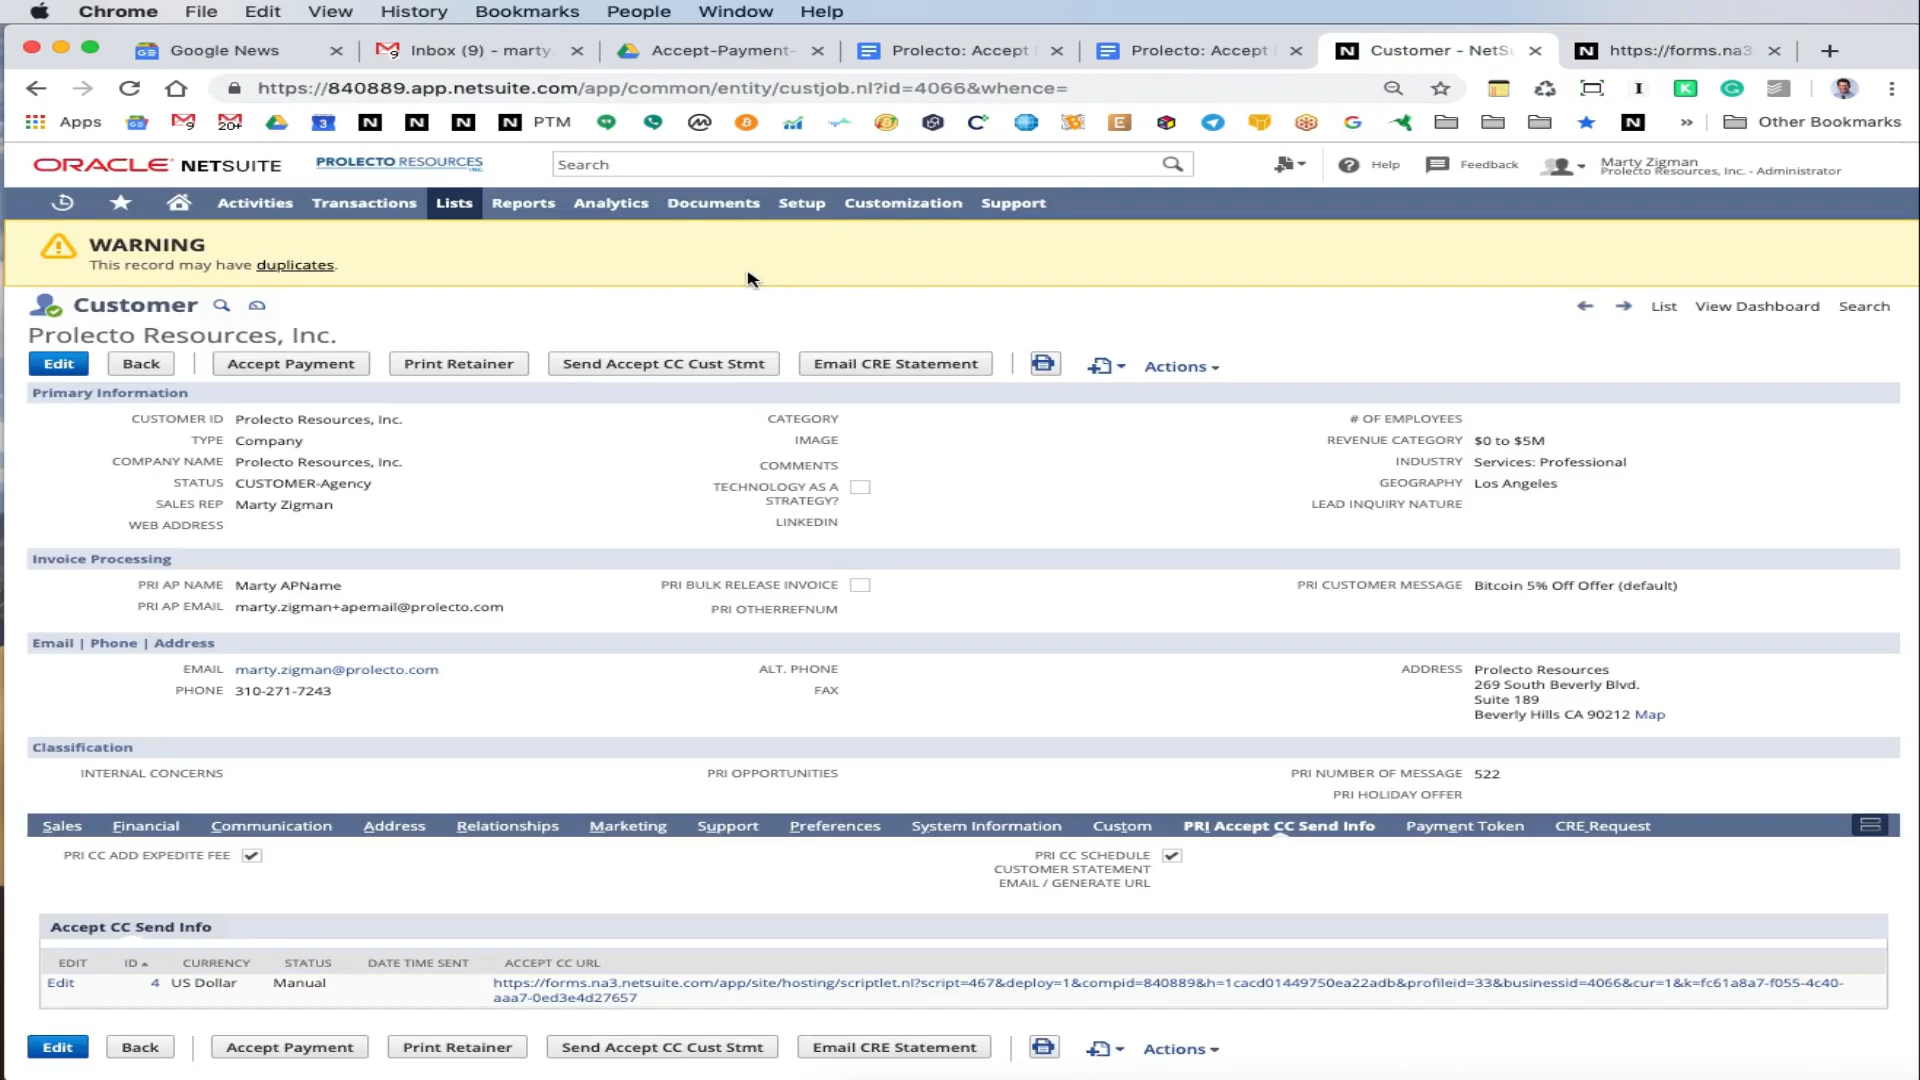 Chrome File Edit View History Bookmarks People Window Help
Google News Inbox (9) - marty. Accept-Payment- Prolecto: Accept Prolecto: Accept Customer - NetS https://forms.na3
https://840889.app.netsuite.com/app/common/entity/custjob.nl?id=4066&whence=
Apps PTM Other Bookmarks
ORACLE NETSUITE PROLECTO RESOURCES INC. Search Help Feedback Marty Zigman
Prolecto Resources, Inc. - Administrator
Activities Transactions Lists Reports Analytics Documents Setup Customization Support
WARNING
This record may have duplicates.
Customer List View Dashboard Search
Prolecto Resources, Inc.
Edit Back Accept Payment Print Retainer Send Accept CC Cust Stmt Email CRE Statement Actions
Primary Information
CUSTOMER ID Prolecto Resources, Inc.
TYPE Company
COMPANY NAME Prolecto Resources, Inc.
STATUS CUSTOMER-Agency
SALES REP Marty Zigman
WEB ADDRESS
CATEGORY
IMAGE
COMMENTS
TECHNOLOGY AS A
STRATEGY?
LINKEDIN
# OF EMPLOYEES
REVENUE CATEGORY $0 to $5M
INDUSTRY Services: Professional
GEOGRAPHY Los Angeles
LEAD INQUIRY NATURE
Invoice Processing
PRI AP NAME Marty APName
PRI AP EMAIL marty.zigman+apemail@prolecto.com
PRI BULK RELEASE INVOICE
PRI OTHERREFNUM
PRI CUSTOMER MESSAGE Bitcoin 5% Off Offer (default)
Email | Phone | Address
EMAIL marty.zigman@prolecto.com
PHONE 310-271-7243
ALT. PHONE
FAX
ADDRESS Prolecto Resources
269 South Beverly Blvd.
Suite 189
Beverly Hills CA 90212 Map
Classification
INTERNAL CONCERNS
PRI OPPORTUNITIES
PRI NUMBER OF MESSAGE 522
PRI HOLIDAY OFFER
Sales Financial Communication Address Relationships Marketing Support Preferences System Information Custom PRI Accept CC Send Info Payment Token CRE Request
PRI CC ADD EXPEDITE FEE
PRI CC SCHEDULE
CUSTOMER STATEMENT
EMAIL / GENERATE URL
Accept CC Send Info
EDIT ID CURRENCY STATUS DATE TIME SENT ACCEPT CC URL
Edit 4 US Dollar Manual https://forms.na3.netsuite.com/app/site/hosting/scriptlet.nl?script=467&deploy=1&compid=840889&h=1cacd01449750ea22adb&profileid=33&businessid=4066&cur=1&k=fc61a8a7-f055-4c40-
aaa7-0ed3e4d27657
Edit Back Accept Payment Print Retainer Send Accept CC Cust Stmt Email CRE Statement Actions